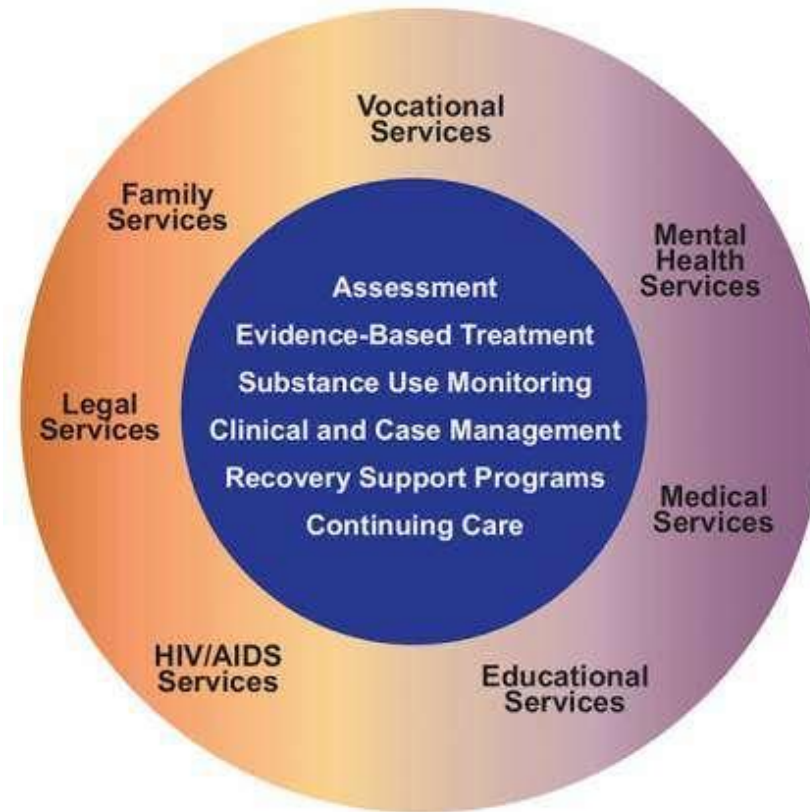 Vocational
Services
Family
Services
Mental
Health
Services
Assessment
Evidence-Based Treatment
Substance Use Monitoring
Clinical and Case Management
Recovery Support Programs
Continuing Care
Legal
Services
Medical
Services
HIV/AIDS
Services
Educational
Services